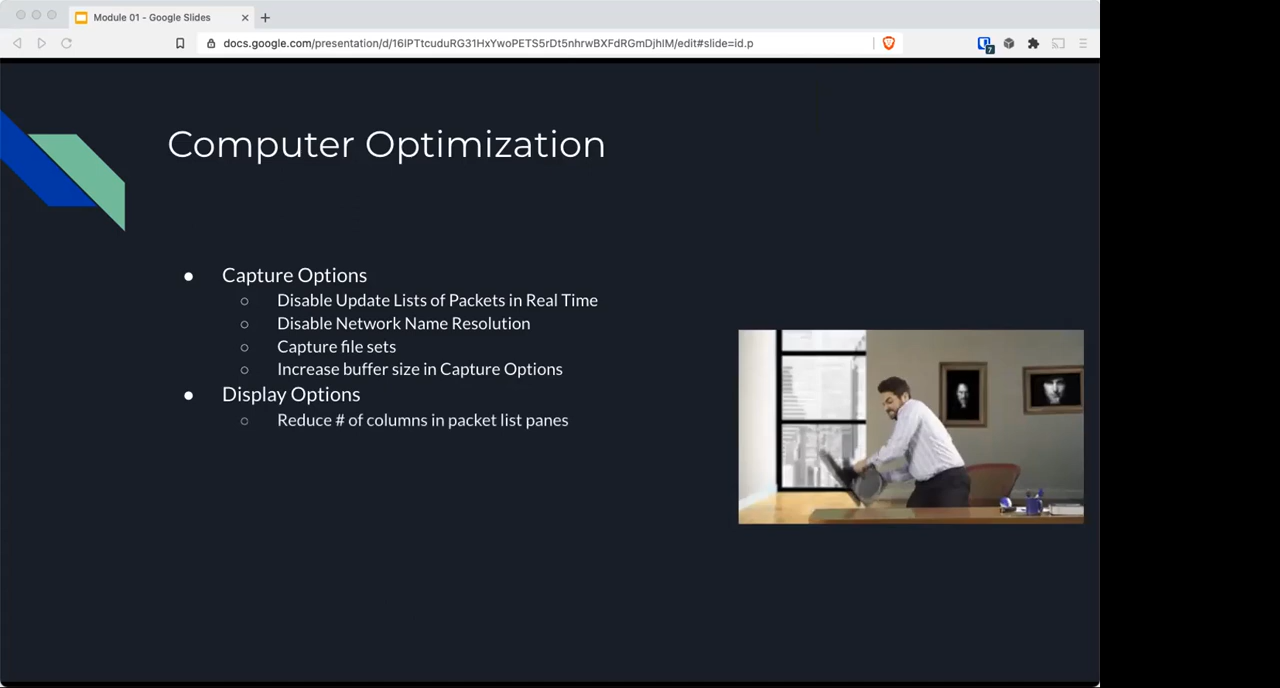 Module 01 - Google Slides
docs.google.com/presentation/d/16lPTtcuduRG31HxYwoPETS5rDt5nhrwBXFdRGmDjhlM/edit#slide=id.p
7
Computer Optimization
● Capture Options
○ Disable Update Lists of Packets in Real Time
○ Disable Network Name Resolution
○ Capture file sets
○ Increase buffer size in Capture Options
● Display Options
○ Reduce # of columns in packet list panes